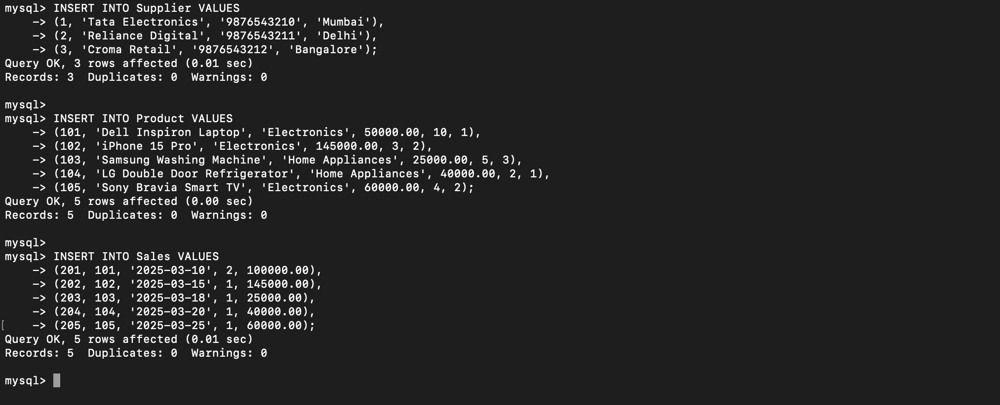 mysql> INSERT INTO Supplier VALUES
    -> (1, 'Tata Electronics', '9876543210', 'Mumbai'),
    -> (2, 'Reliance Digital', '9876543211', 'Delhi'),
    -> (3, 'Croma Retail', '9876543212', 'Bangalore');
Query OK, 3 rows affected (0.01 sec)
Records: 3  Duplicates: 0  Warnings: 0

mysql>
mysql> INSERT INTO Product VALUES
    -> (101, 'Dell Inspiron Laptop', 'Electronics', 50000.00, 10, 1),
    -> (102, 'iPhone 15 Pro', 'Electronics', 145000.00, 3, 2),
    -> (103, 'Samsung Washing Machine', 'Home Appliances', 25000.00, 5, 3),
    -> (104, 'LG Double Door Refrigerator', 'Home Appliances', 40000.00, 2, 1),
    -> (105, 'Sony Bravia Smart TV', 'Electronics', 60000.00, 4, 2);
Query OK, 5 rows affected (0.00 sec)
Records: 5  Duplicates: 0  Warnings: 0

mysql>
mysql> INSERT INTO Sales VALUES
    -> (201, 101, '2025-03-10', 2, 100000.00),
    -> (202, 102, '2025-03-15', 1, 145000.00),
    -> (203, 103, '2025-03-18', 1, 25000.00),
    -> (204, 104, '2025-03-20', 1, 40000.00),
[    -> (205, 105, '2025-03-25', 1, 60000.00);
Query OK, 5 rows affected (0.01 sec)
Records: 5  Duplicates: 0  Warnings: 0

mysql>